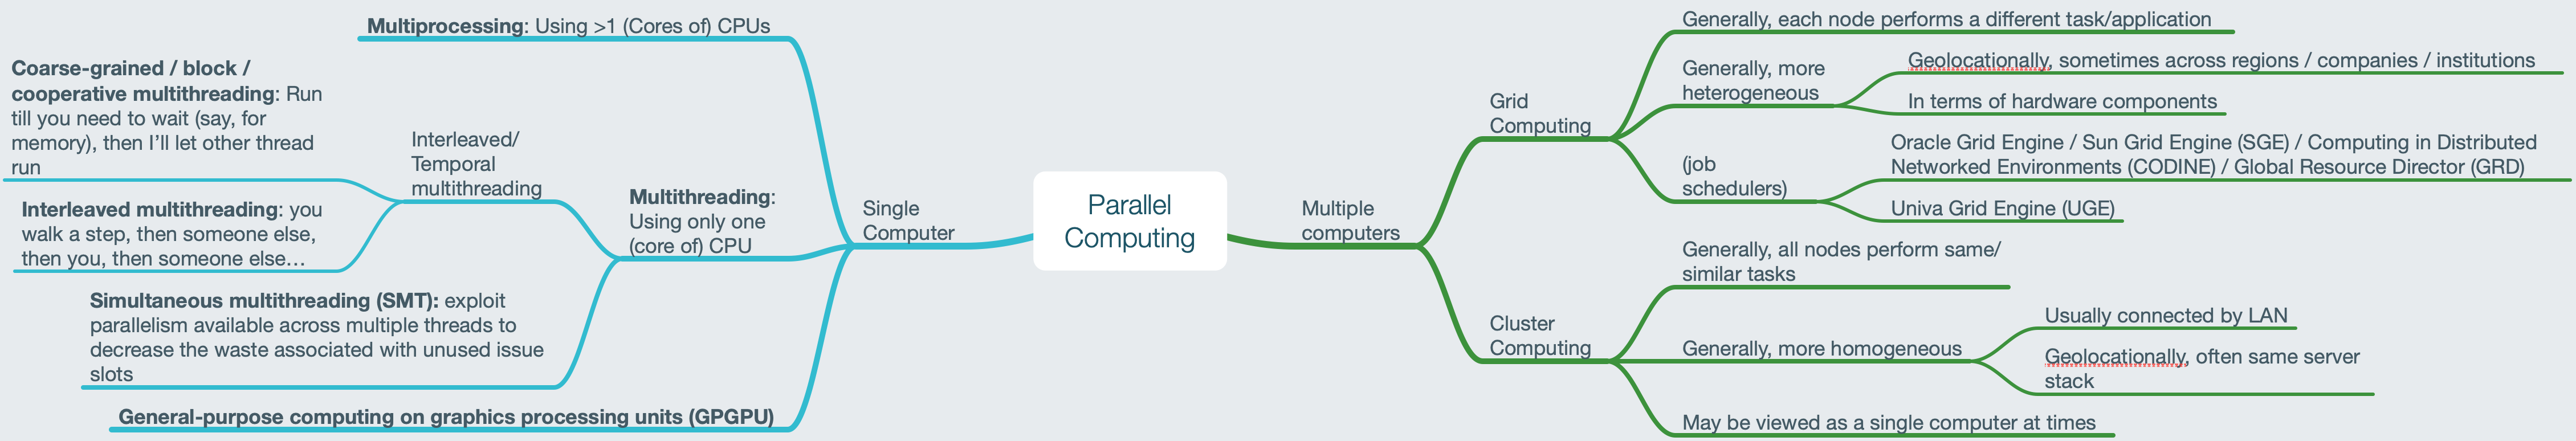 Parallel
Computing
Single
Computer
Multiprocessing: Using >1 (Cores of) CPUs
Multithreading:
Using only one
(core of) CPU
Interleaved/
Temporal
multithreading
Coarse-grained / block /
cooperative multithreading: Run
till you need to wait (say, for
memory), then I’ll let other thread
run
Interleaved multithreading: you
walk a step, then someone else,
then you, then someone else…
Simultaneous multithreading (SMT): exploit
parallelism available across multiple threads to
decrease the waste associated with unused issue
slots
General-purpose computing on graphics processing units (GPGPU)
Multiple
computers
Grid
Computing
Generally, each node performs a different task/application
Generally, more
heterogeneous
Geolocationally, sometimes across regions / companies / institutions
In terms of hardware components
(job
schedulers)
Oracle Grid Engine / Sun Grid Engine (SGE) / Computing in Distributed
Networked Environments (CODINE) / Global Resource Director (GRD)
Univa Grid Engine (UGE)
Cluster
Computing
Generally, all nodes perform same/
similar tasks
Generally, more homogeneous
Usually connected by LAN
Geolocationally, often same server
stack
May be viewed as a single computer at times